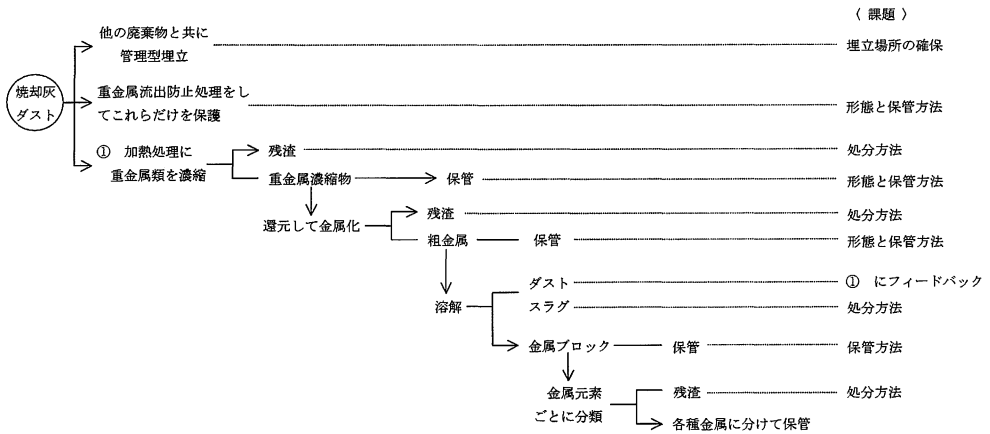 〈 課題 〉
他の廃棄物と共に
管理型埋立
埋立場所の確保
焼却灰
ダスト
重金属流出防止処理をし
てこれらだけを保護
形態と保管方法
① 加熱処理に
重金属類を濃縮
残渣
処分方法
重金属濃縮物
保管
形態と保管方法
還元して金属化
残渣
処分方法
粗金属
保管
形態と保管方法
溶解
ダスト
① にフィードバック
スラグ
処分方法
金属ブロック
保管
保管方法
金属元素
ごとに分類
残渣
処分方法
各種金属に分けて保管